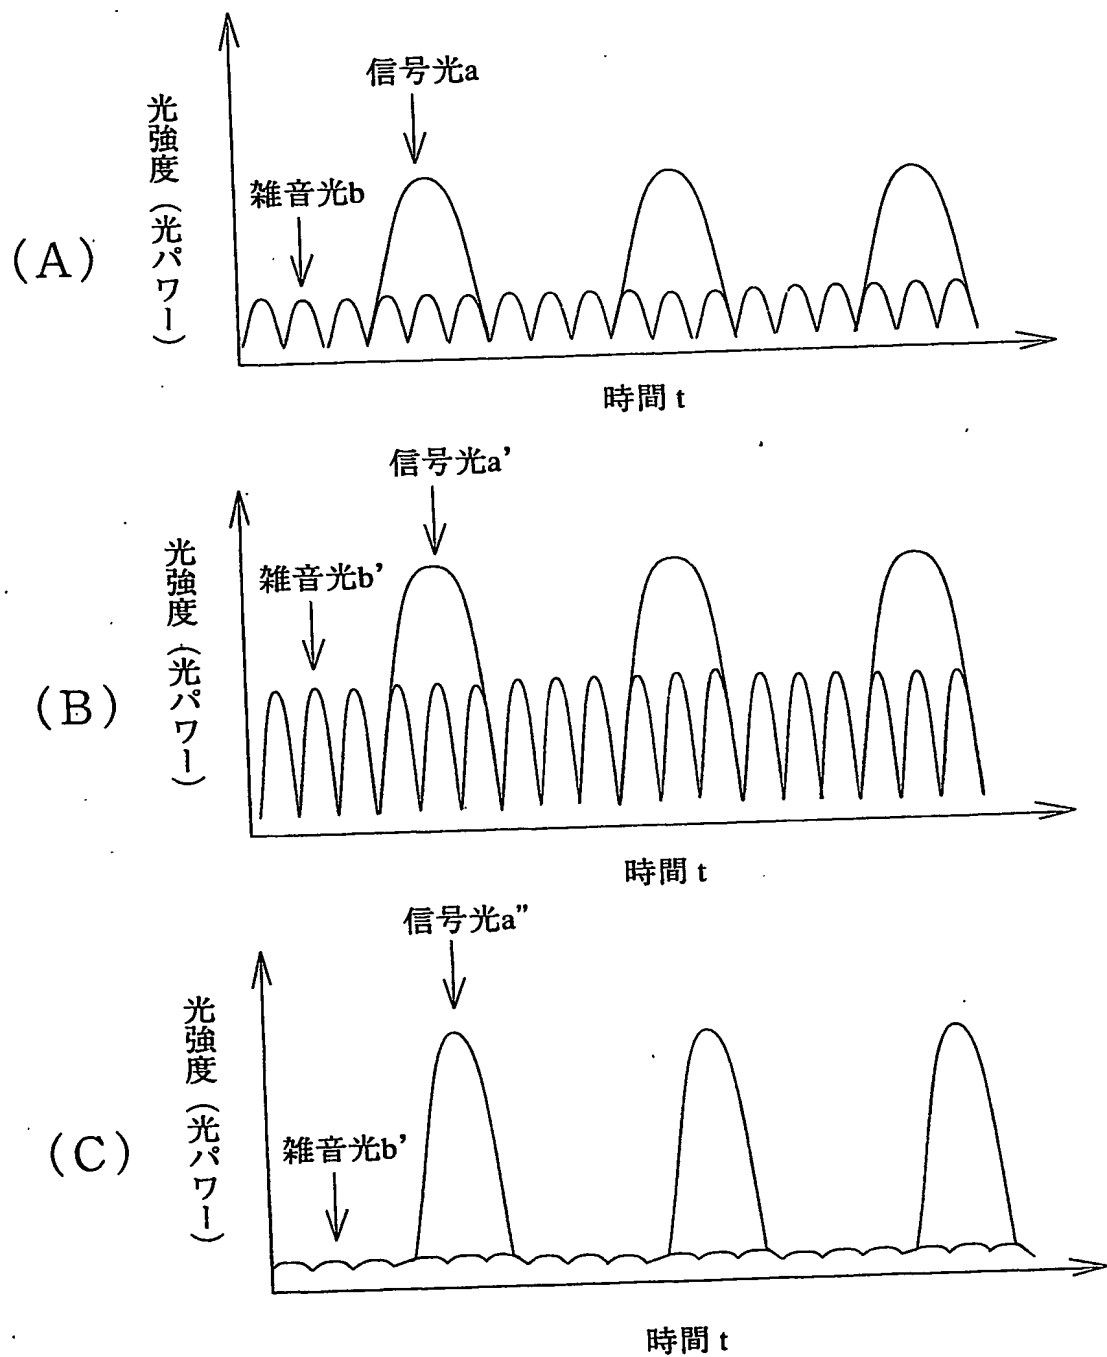 信号光a
光強度(光パワー)
雑音光b
(A)
時間 t
信号光a’
光強度(光パワー)
雑音光b’
(B)
時間 t
信号光a”
光強度(光パワー)
雑音光b’
(C)
時間 t